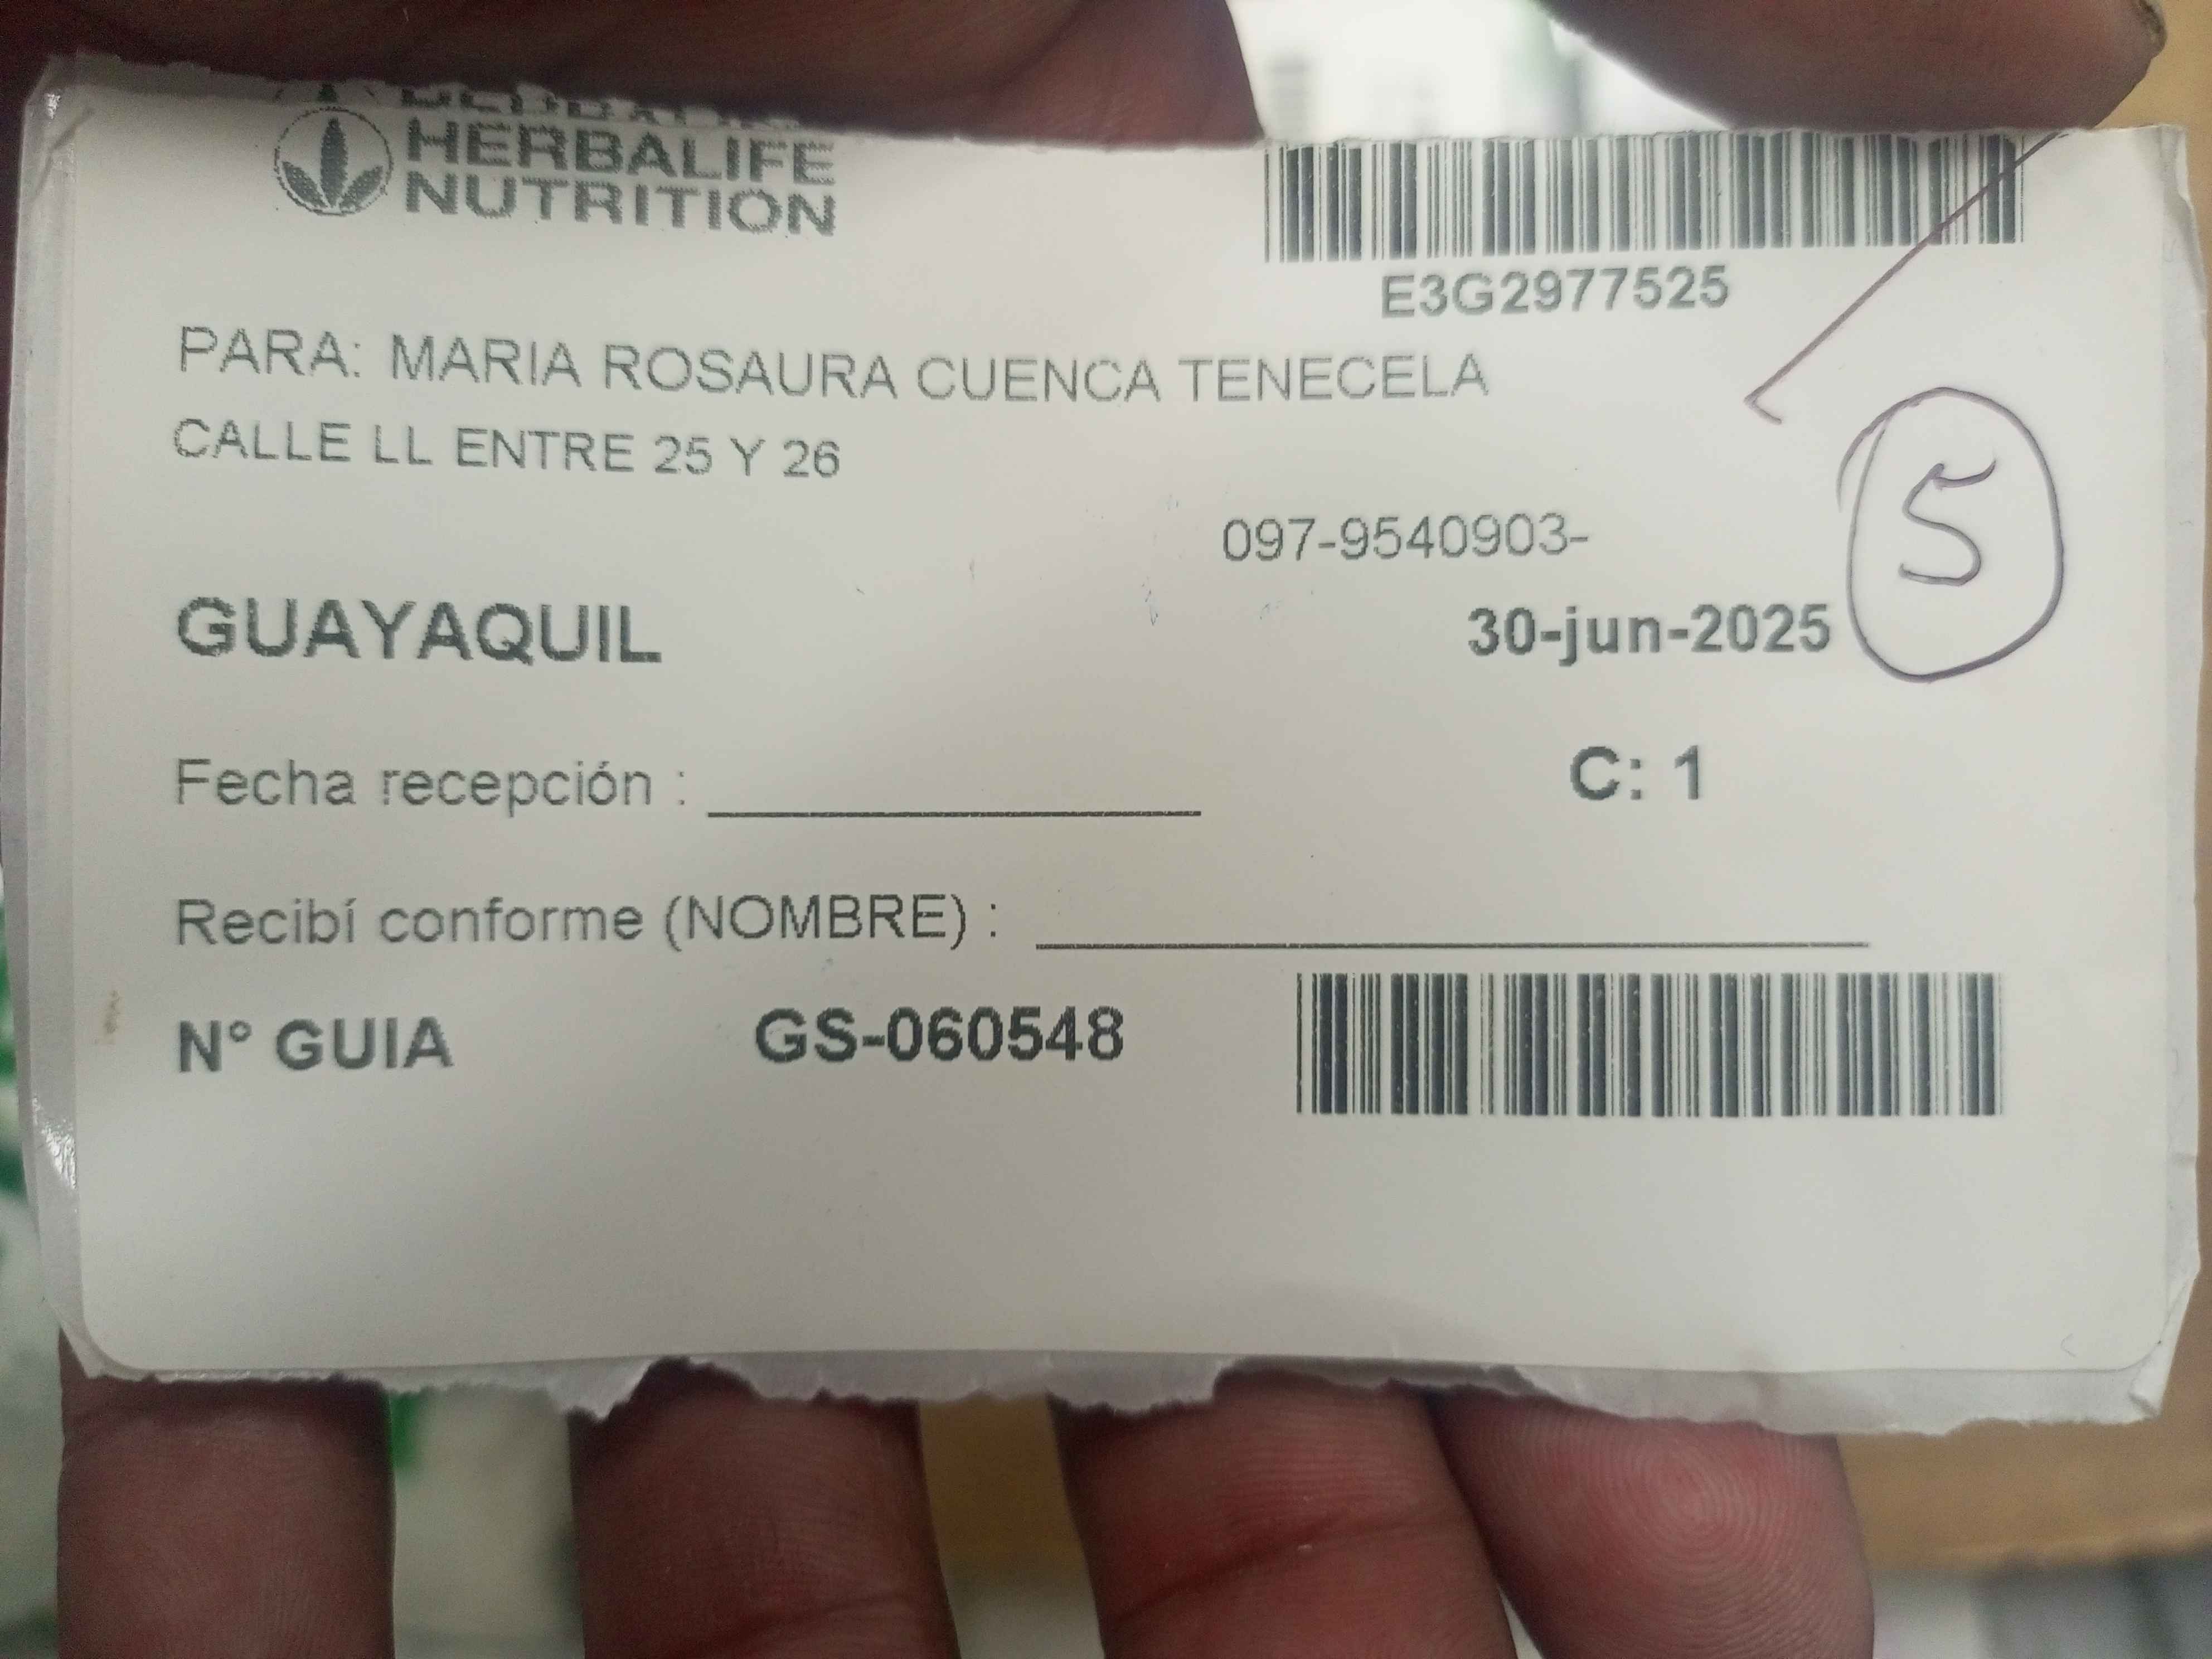 HERBALIFE
NUTRITION
E3G2977525
PARA: MARIA ROSAURA CUENCA TENECELA
CALLE LL ENTRE 25 Y 26
097-9540903-
5
GUAYAQUIL
30-jun-2025
Fecha recepción :
C: 1
Recibí conforme (NOMBRE) :
N° GUIA GS-060548